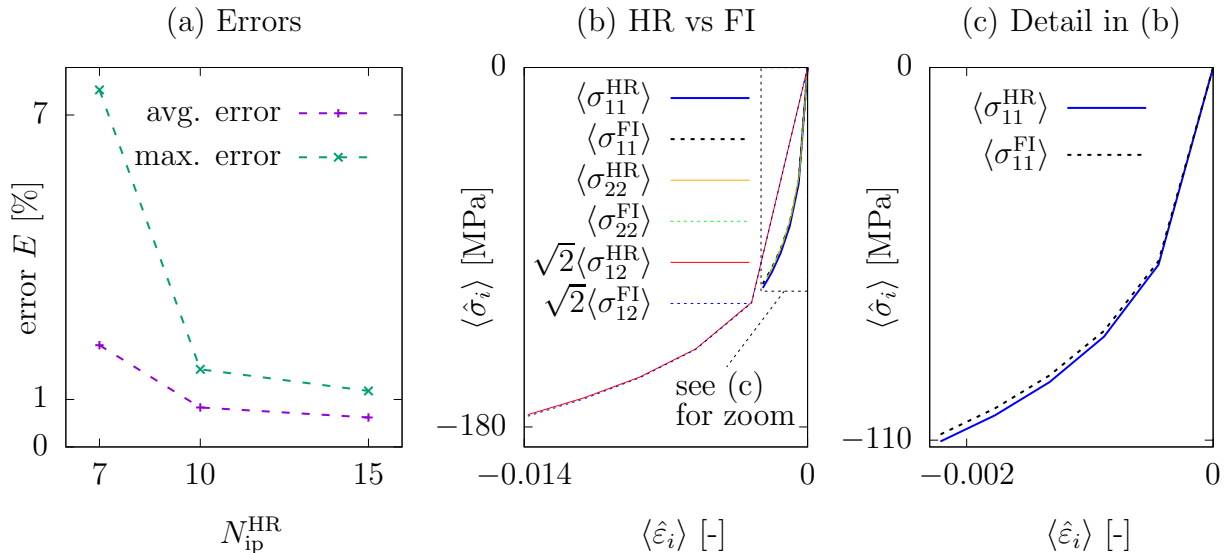 (a) Errors
error E [%]
7
1
0
avg. error
max. error
7 10 15
N_ip^HR
(b) HR vs FI
⟨σ̂_i⟩ [MPa]
0
−180
⟨σ_11^HR⟩
⟨σ_11^FI⟩
⟨σ_22^HR⟩
⟨σ_22^FI⟩
√2⟨σ_12^HR⟩
√2⟨σ_12^FI⟩
see (c)
for zoom
−0.014 0
⟨ε̂_i⟩ [-]
(c) Detail in (b)
⟨σ̂_i⟩ [MPa]
0
−110
⟨σ_11^HR⟩
⟨σ_11^FI⟩
−0.002 0
⟨ε̂_i⟩ [-]